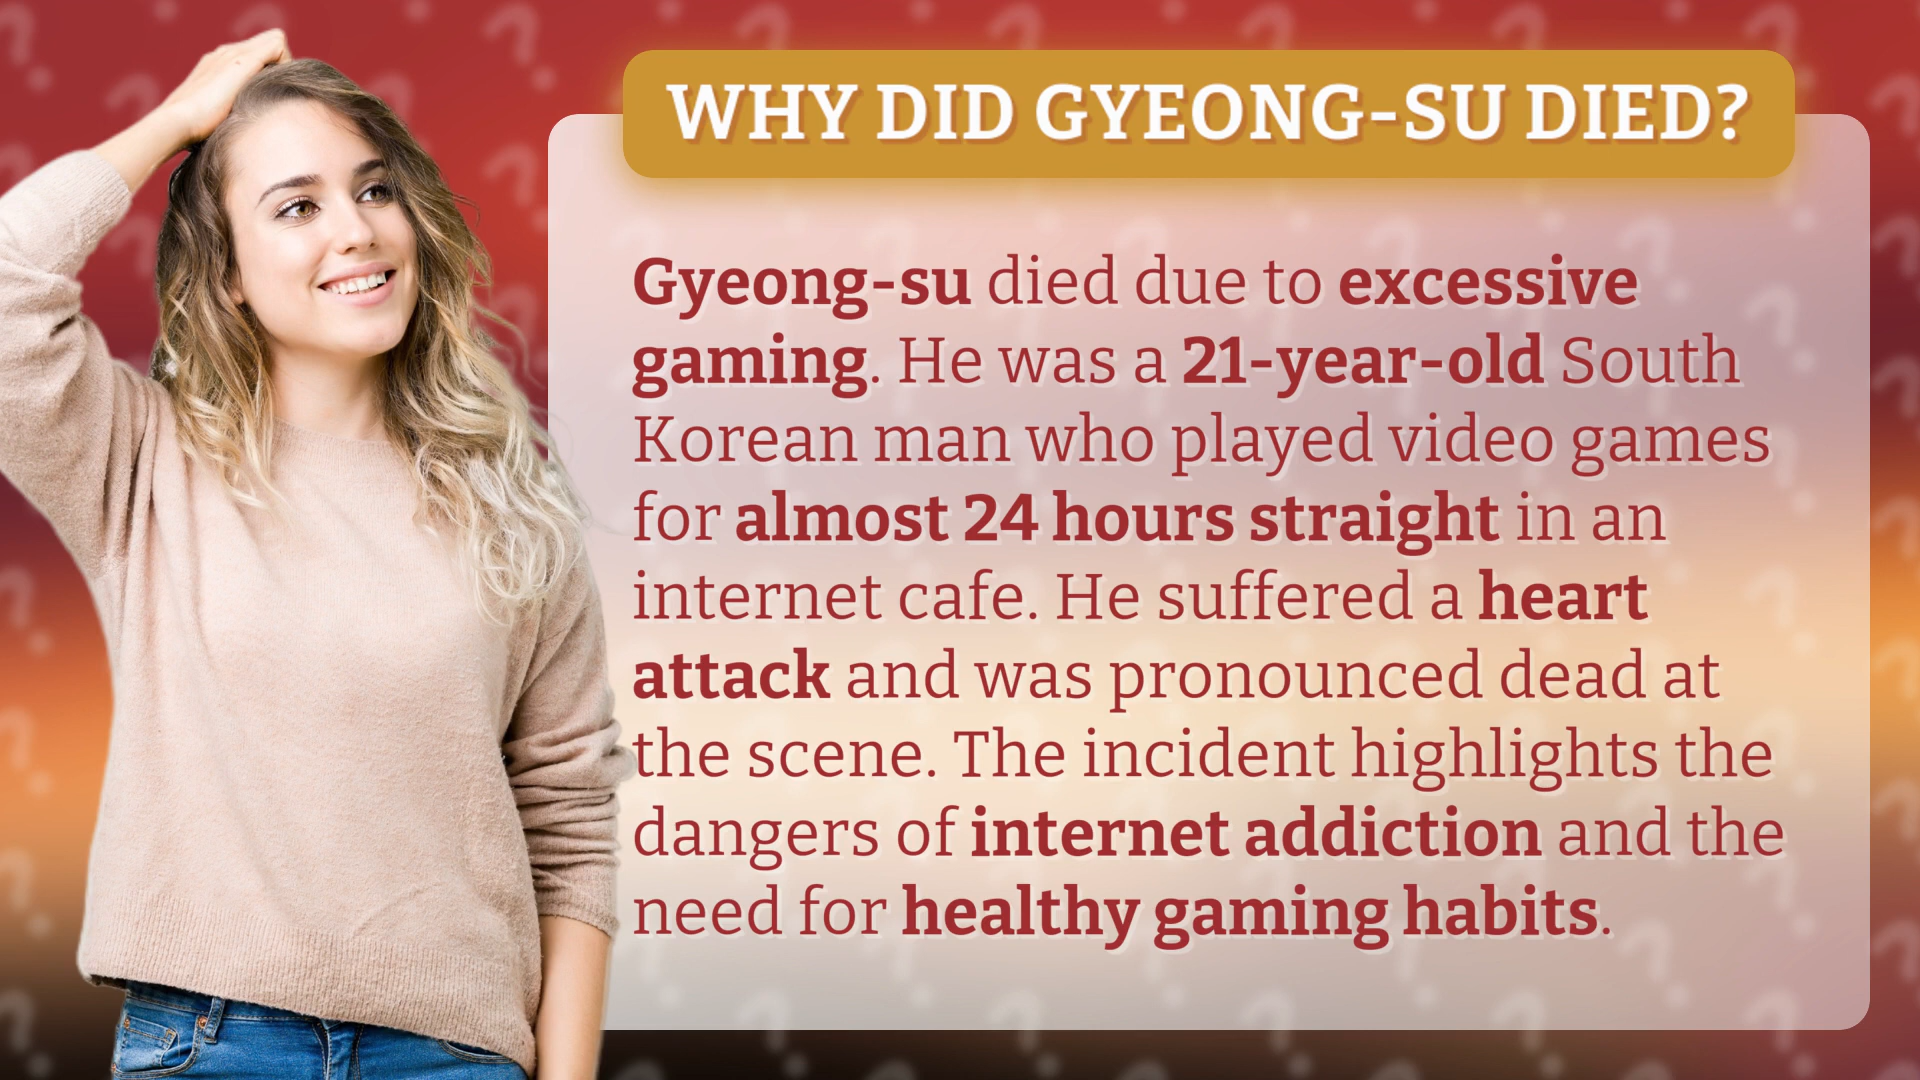 WHY DID GYEONG-SU DIED?
Gyeong-su died due to excessive
gaming. He was a 21-year-old South
Korean man who played video games
for almost 24 hours straight in an
internet cafe. He suffered a heart
attack and was pronounced dead at
the scene. The incident highlights the
dangers of internet addiction and the
need for healthy gaming habits.